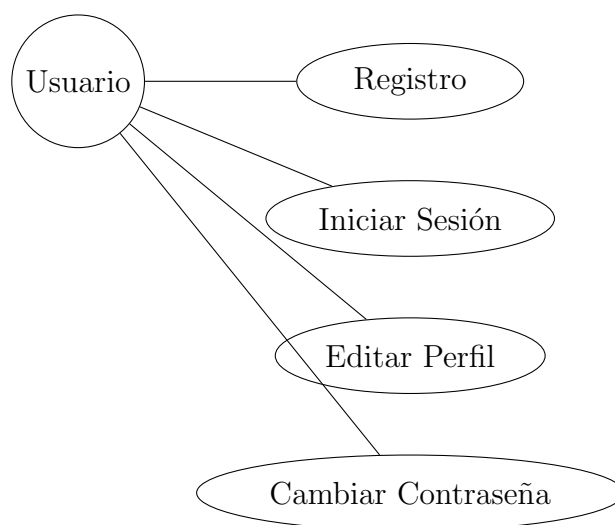 Usuario
Registro
Iniciar Sesión
Editar Perfil
Cambiar Contraseña